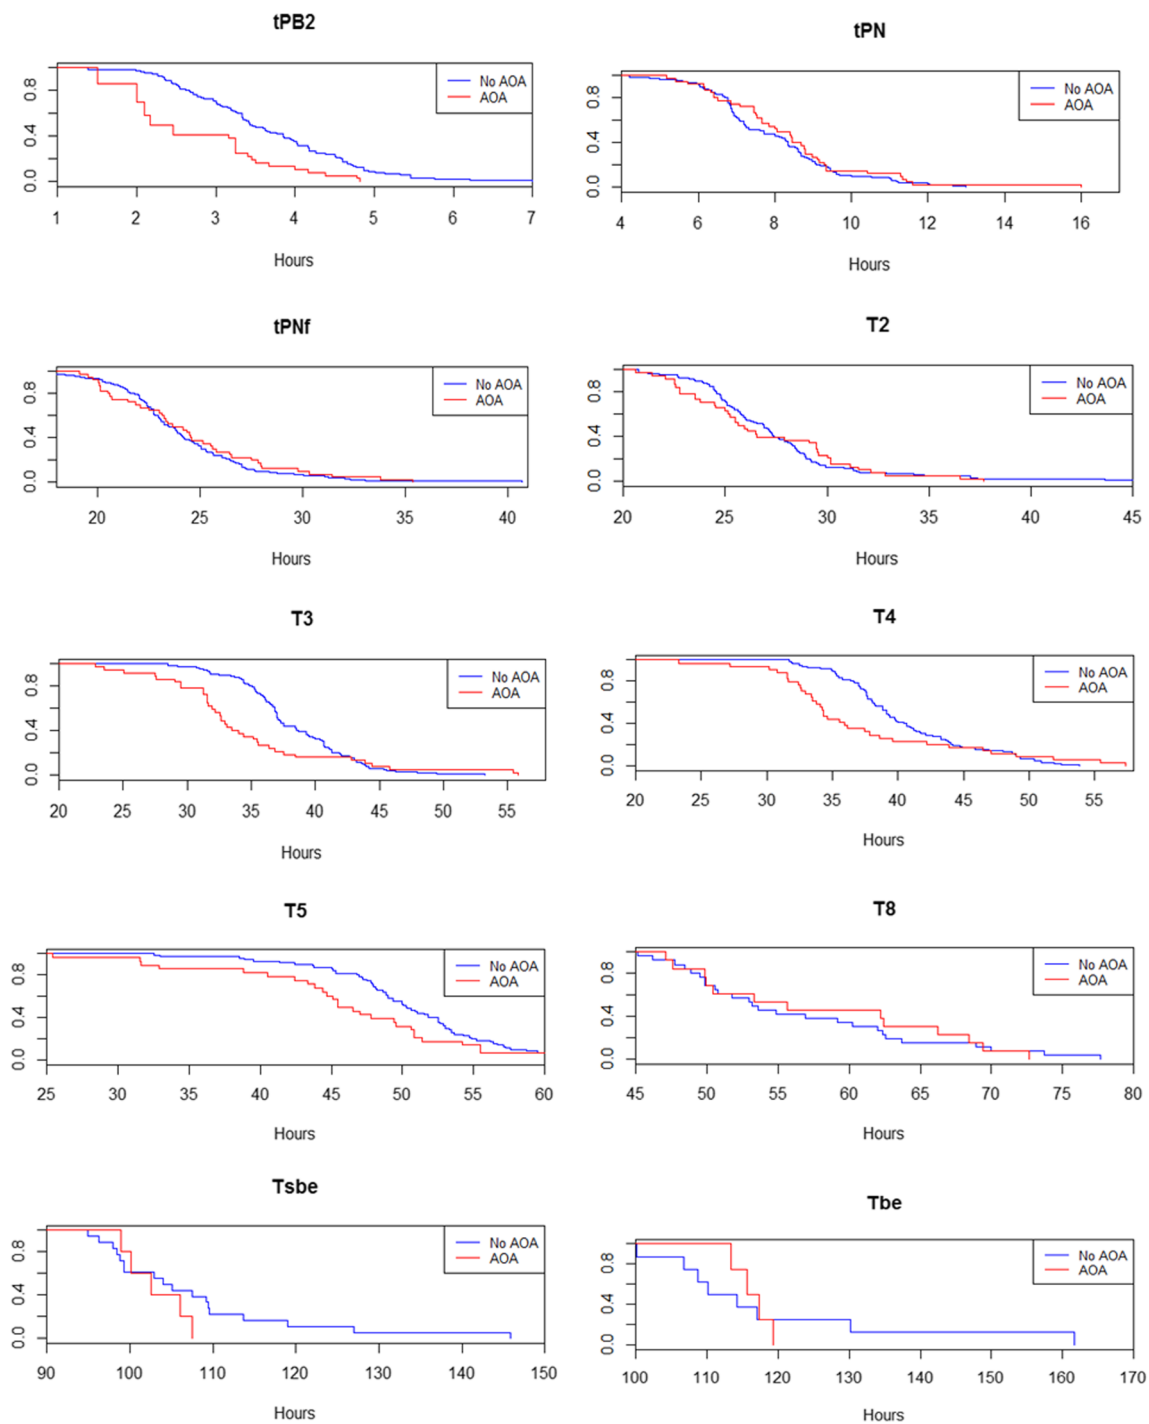 tPB2
No AOA
AOA
0.0 0.4 0.8
1 2 3 4 5 6 7
Hours
tPN
No AOA
AOA
0.0 0.4 0.8
4 6 8 10 12 14 16
Hours
tPNf
No AOA
AOA
0.0 0.4 0.8
20 25 30 35 40
Hours
T2
No AOA
AOA
0.0 0.4 0.8
20 25 30 35 40 45
Hours
T3
No AOA
AOA
0.0 0.4 0.8
20 25 30 35 40 45 50 55
Hours
T4
No AOA
AOA
0.0 0.4 0.8
20 25 30 35 40 45 50 55
Hours
T5
No AOA
AOA
0.0 0.4 0.8
25 30 35 40 45 50 55 60
Hours
T8
No AOA
AOA
0.0 0.4 0.8
45 50 55 60 65 70 75 80
Hours
Tsbe
No AOA
AOA
0.0 0.4 0.8
90 100 110 120 130 140 150
Hours
Tbe
No AOA
AOA
0.0 0.4 0.8
100 110 120 130 140 150 160 170
Hours